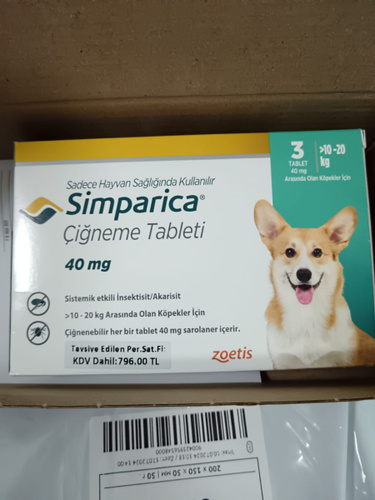 3
TABLET
40 mg
>10-20
kg
Arasında Olan Köpekler İçin
Sadece Hayvan Sağlığında Kullanılır
Simparica®
Çiğneme Tableti
40 mg
Sistemik etkili İnsektisit/Akarisit
>10 - 20 kg Arasında Olan Köpekler İçin
Çiğnenebilir her bir tablet 40 mg sarolaner içerir.
Tavsiye Edilen Per.Sat.Fi
KDV Dahil:796.00 TL
zoetis
200 x 150 x 50 мм | 50 г